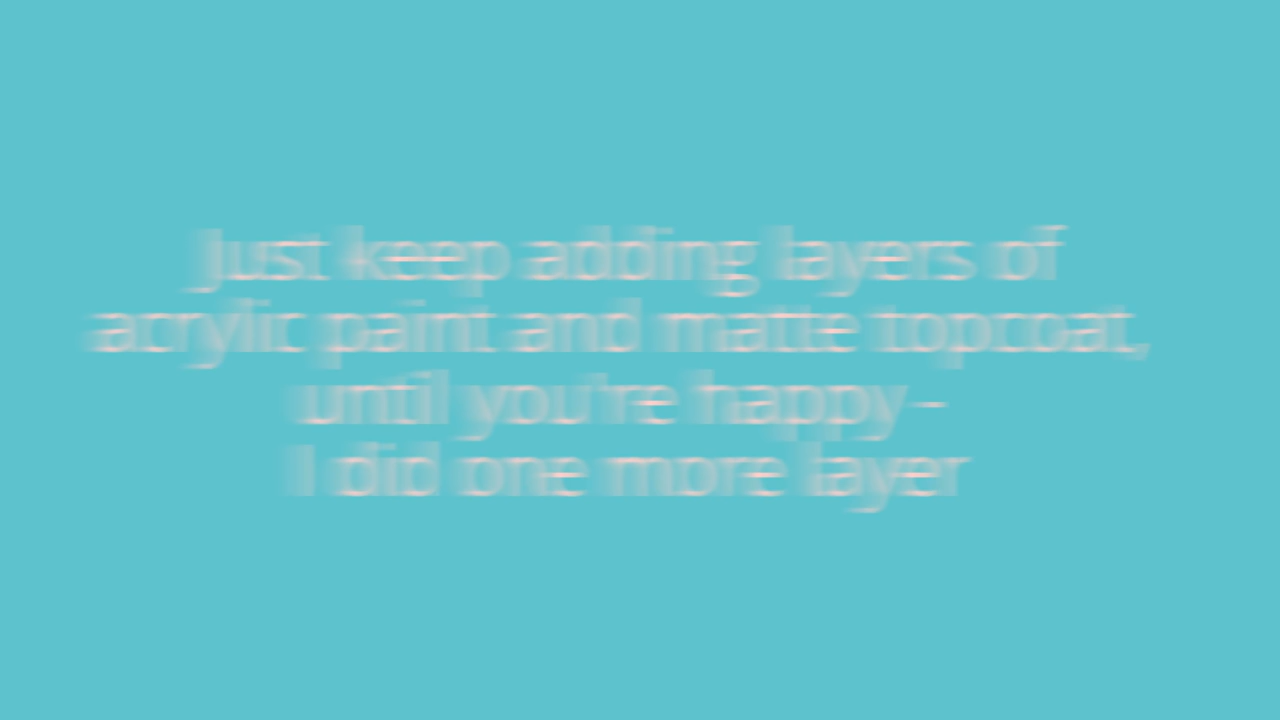 Just keep adding layers of
acrylic paint and matte topcoat,
until you're happy –
I did one more layer